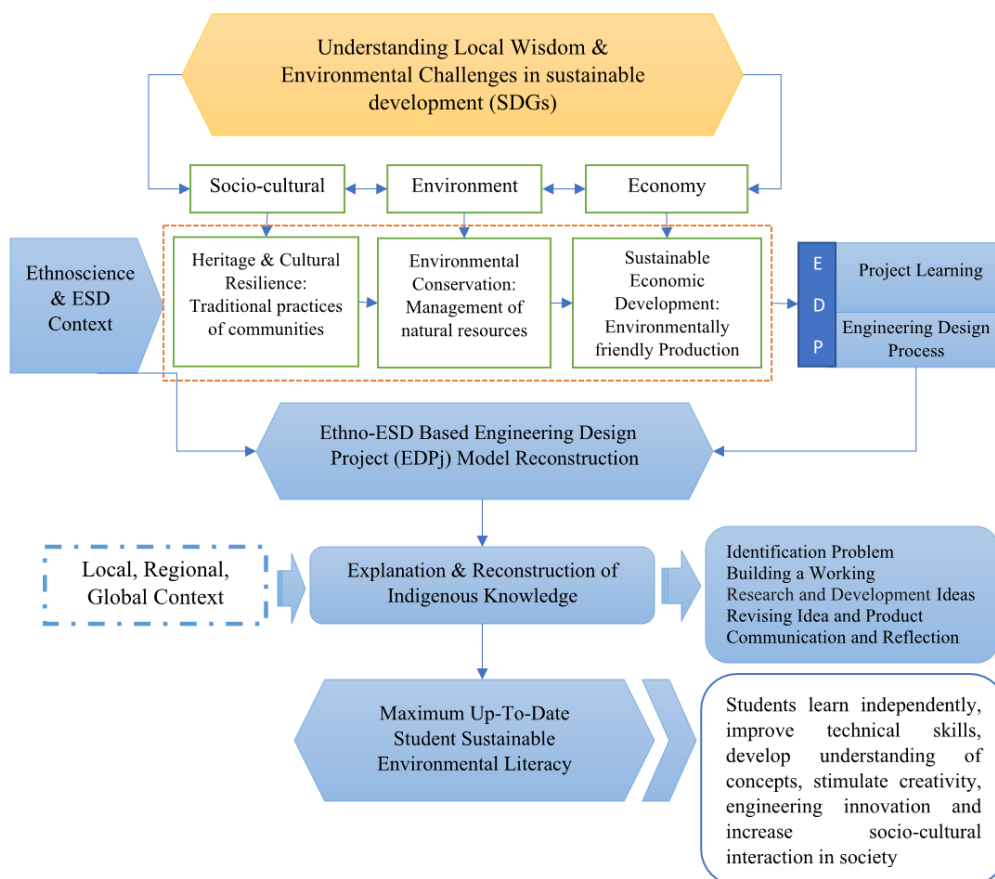 Understanding Local Wisdom &
Environmental Challenges in sustainable
development (SDGs)
Socio-cultural
Environment
Economy
Ethnoscience
& ESD
Context
Heritage & Cultural
Resilience:
Traditional practices
of communities
Environmental
Conservation:
Management of
natural resources
Sustainable
Economic
Development:
Environmentally
friendly Production
E
D
P
Project Learning
Engineering Design
Process
Ethno-ESD Based Engineering Design
Project (EDPj) Model Reconstruction
Local, Regional,
Global Context
Explanation & Reconstruction of
Indigenous Knowledge
Identification Problem
Building a Working
Research and Development Ideas
Revising Idea and Product
Communication and Reflection
Maximum Up-To-Date
Student Sustainable
Environmental Literacy
Students learn independently,
improve technical skills,
develop understanding of
concepts, stimulate creativity,
engineering innovation and
increase socio-cultural
interaction in society